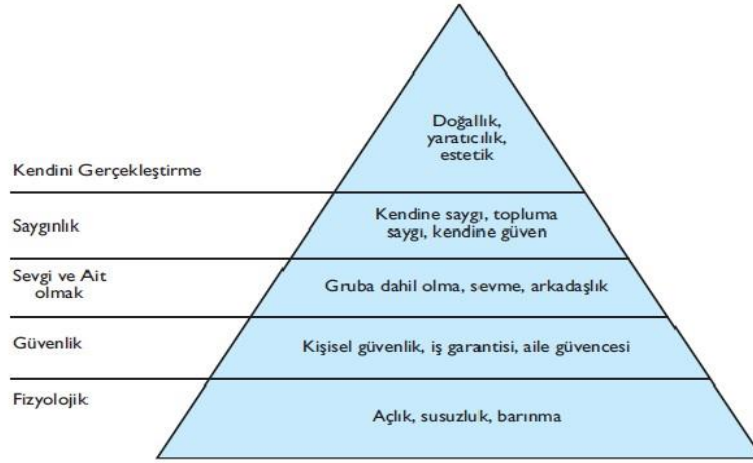 Doğallık,
yaratıcılık,
estetik
Kendini Gerçekleştirme
Saygınlık
Kendine saygı, topluma
saygı, kendine güven
Sevgi ve Ait
olmak
Gruba dahil olma, sevme, arkadaşlık
Güvenlik
Kişisel güvenlik, iş garantisi, aile güvencesi
Fizyolojik
Açlık, susuzluk, barınma